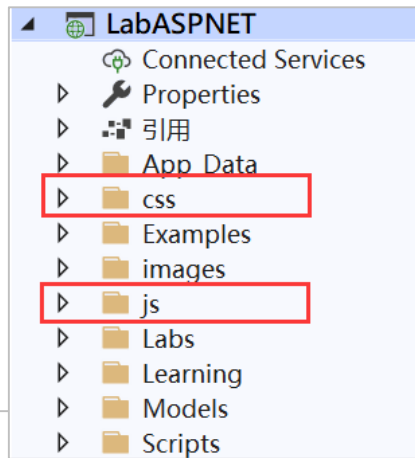 LabASPNET
Connected Services
Properties
引用
App_Data
css
Examples
images
js
Labs
Learning
Models
Scripts